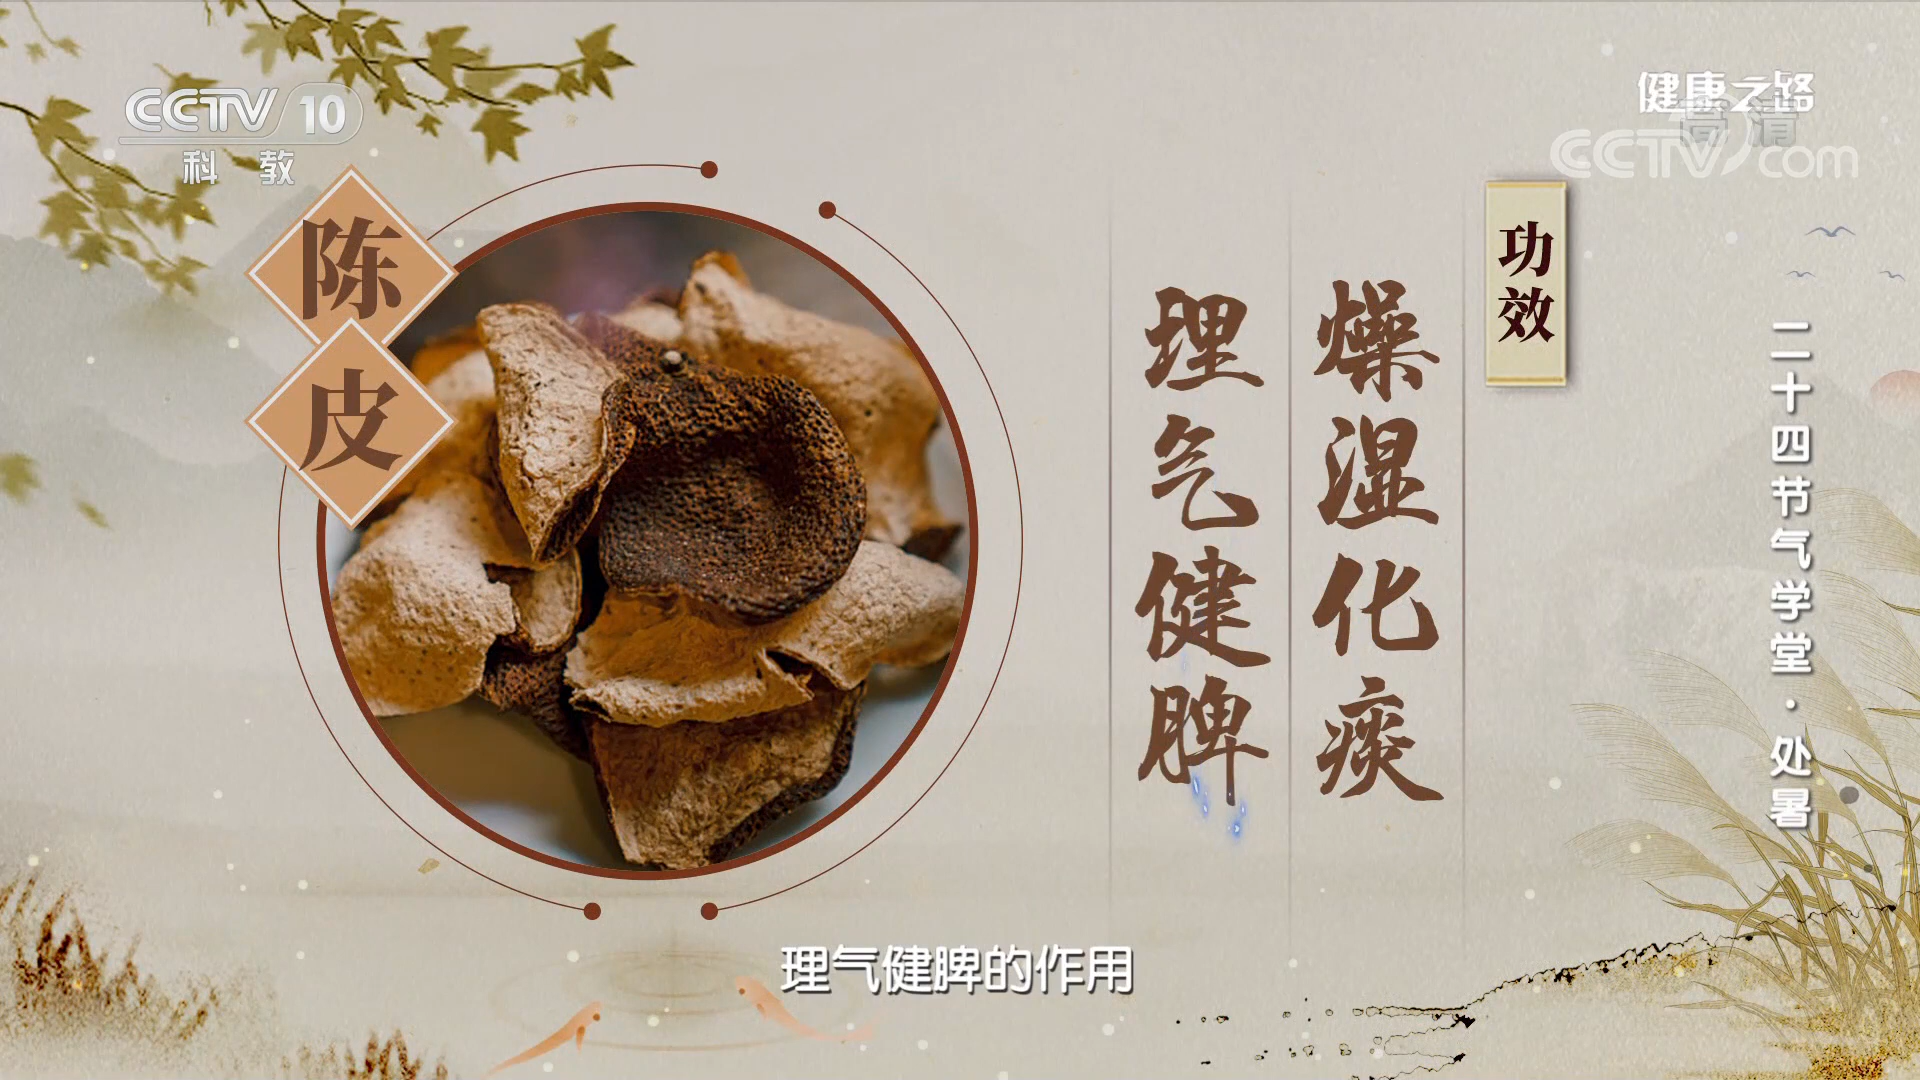 CCTV 10
科教
健康之路
高清
CCTV.com
陈皮
功效
燥湿化痰
理气健脾
二十四节气学堂·处暑
理气健脾的作用